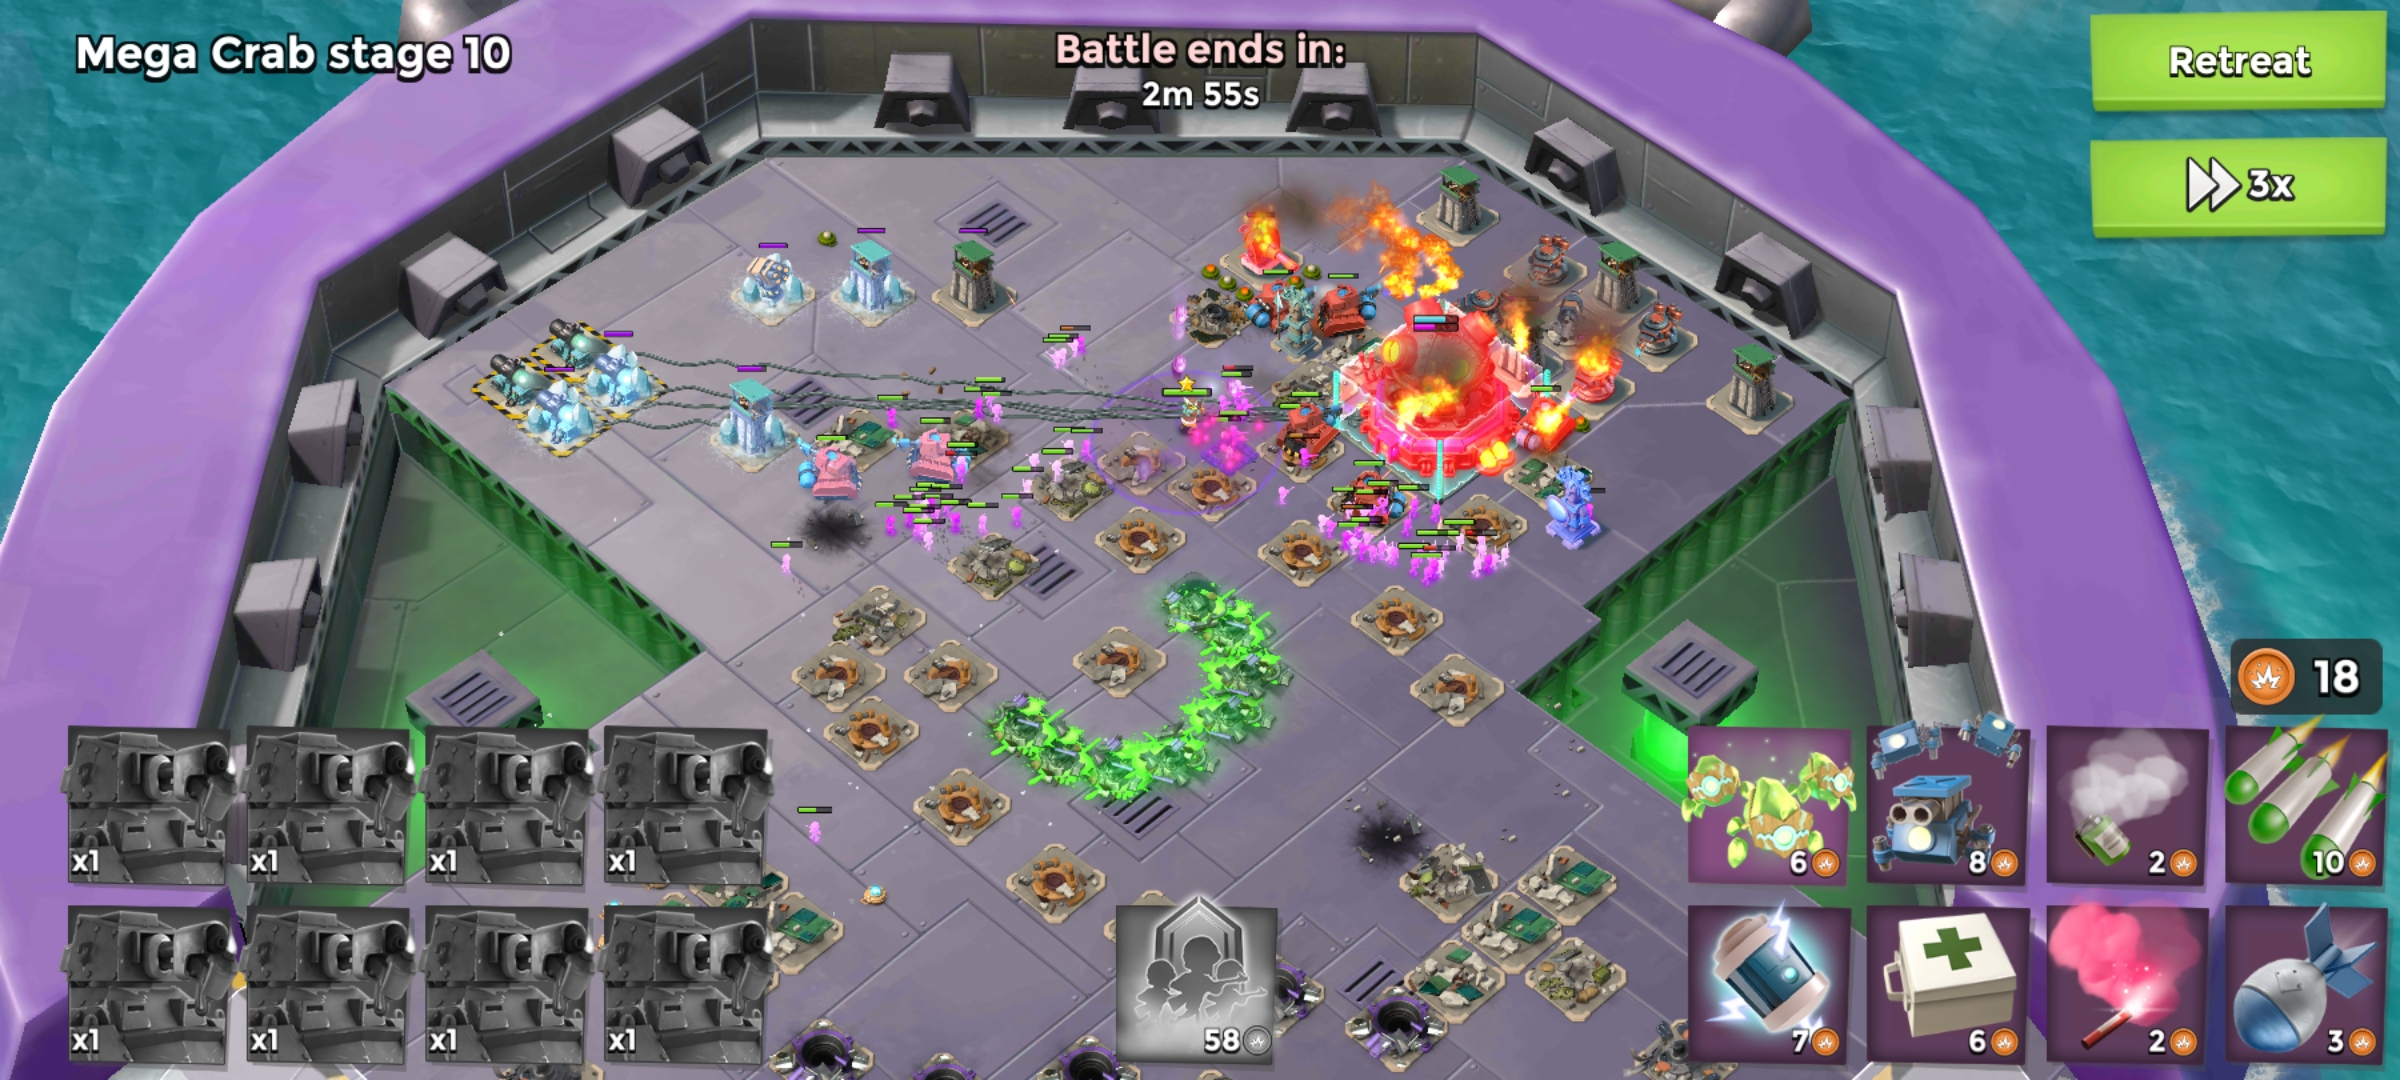 Mega Crab stage 10
Battle ends in:
2m 55s
Retreat
3x
18
6
8
2
10
x1
x1
x1
x1
7
6
2
3
x1
x1
x1
x1
58